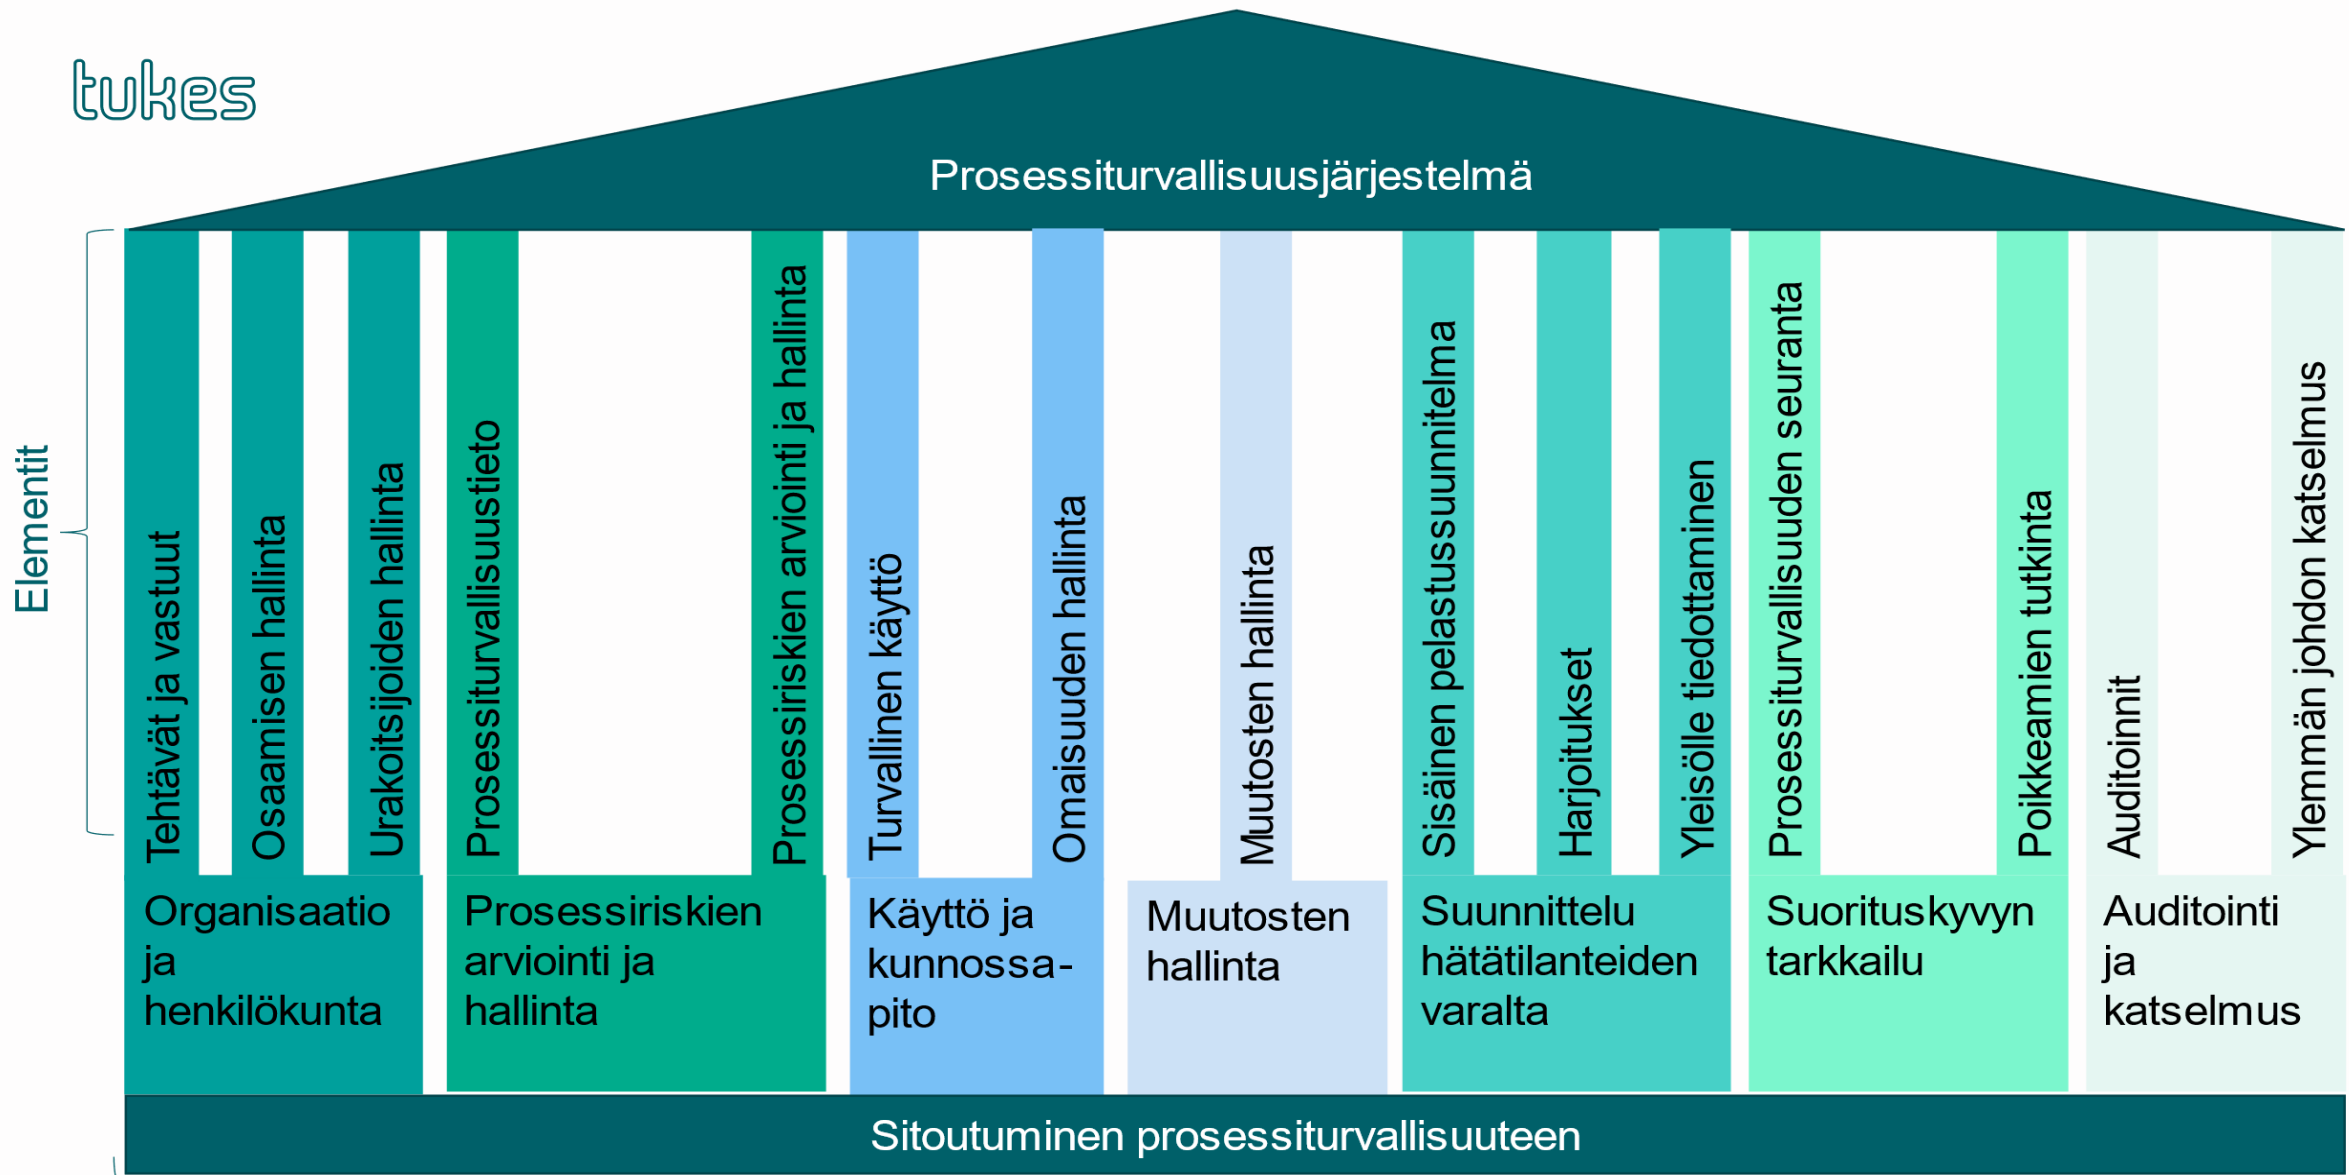 tukes
Prosessiturvallisuusjärjestelmä
Elementit
Tehtävät ja vastuut
Osaamisen hallinta
Urakoitsijoiden hallinta
Prosessiturvallisuustieto
Prosessiriskien arviointi ja hallinta
Turvallinen käyttö
Omaisuuden hallinta
Muutosten hallinta
Sisäinen pelastussuunnitelma
Harjoitukset
Yleisölle tiedottaminen
Prosessiturvallisuuden seuranta
Poikkeamien tutkinta
Auditoinnit
Ylemmän johdon katselmus
Organisaatio
ja
henkilökunta
Prosessiriskien
arviointi ja
hallinta
Käyttö ja
kunnossa-
pito
Muutosten
hallinta
Suunnittelu
hätätilanteiden
varalta
Suorituskyvyn
tarkkailu
Auditointi
ja
katselmus
Sitoutuminen prosessiturvallisuuteen